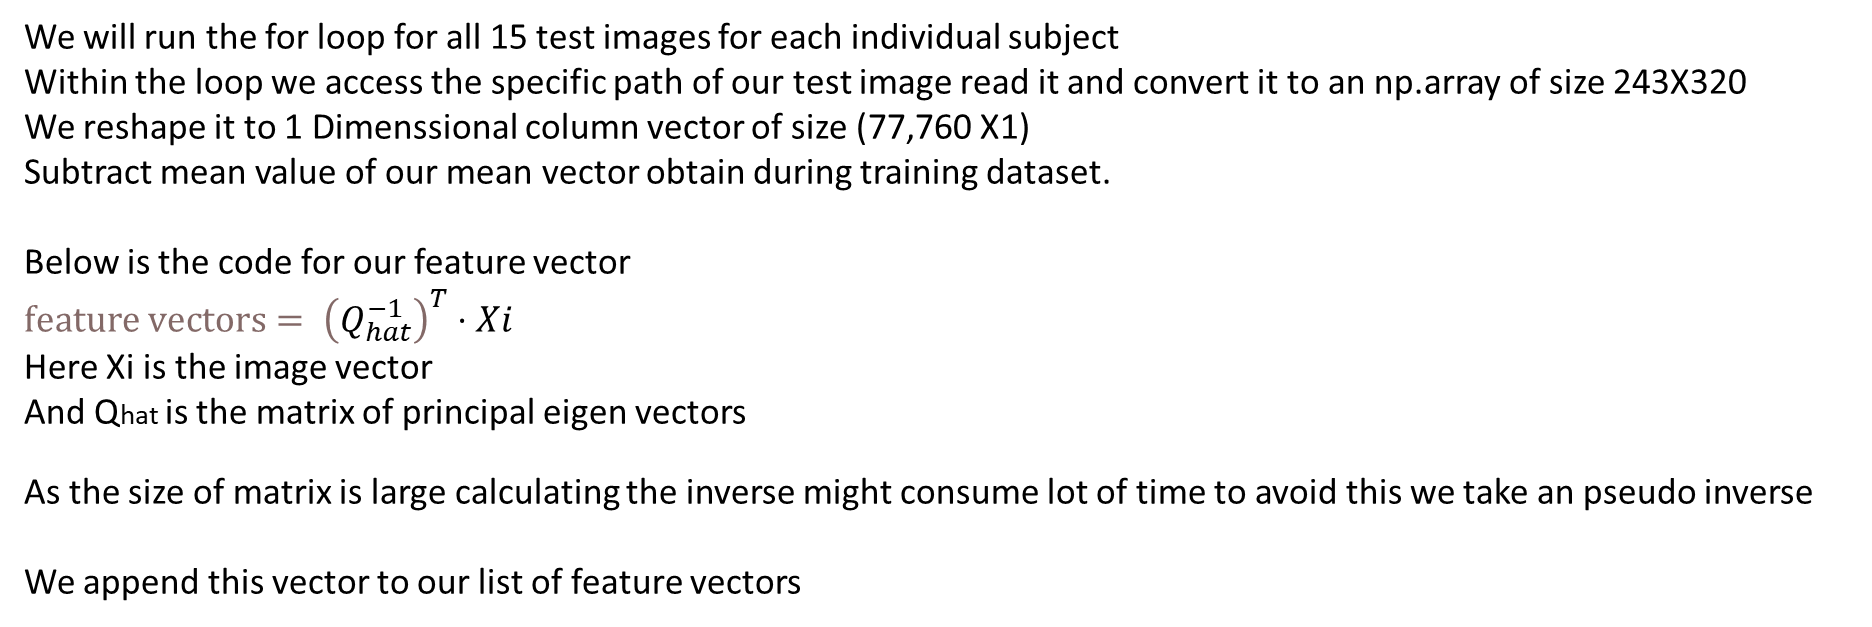 We will run the for loop for all 15 test images for each individual subject
Within the loop we access the specific path of our test image read it and convert it to an np.array of size 243X320
We reshape it to 1 Dimenssional column vector of size (77,760 X1)
Subtract mean value of our mean vector obtain during training dataset.
Below is the code for our feature vector
feature vectors = (Q_{hat}^{-1})^T · Xi
Here Xi is the image vector
And Qhat is the matrix of principal eigen vectors
As the size of matrix is large calculating the inverse might consume lot of time to avoid this we take an pseudo inverse
We append this vector to our list of feature vectors